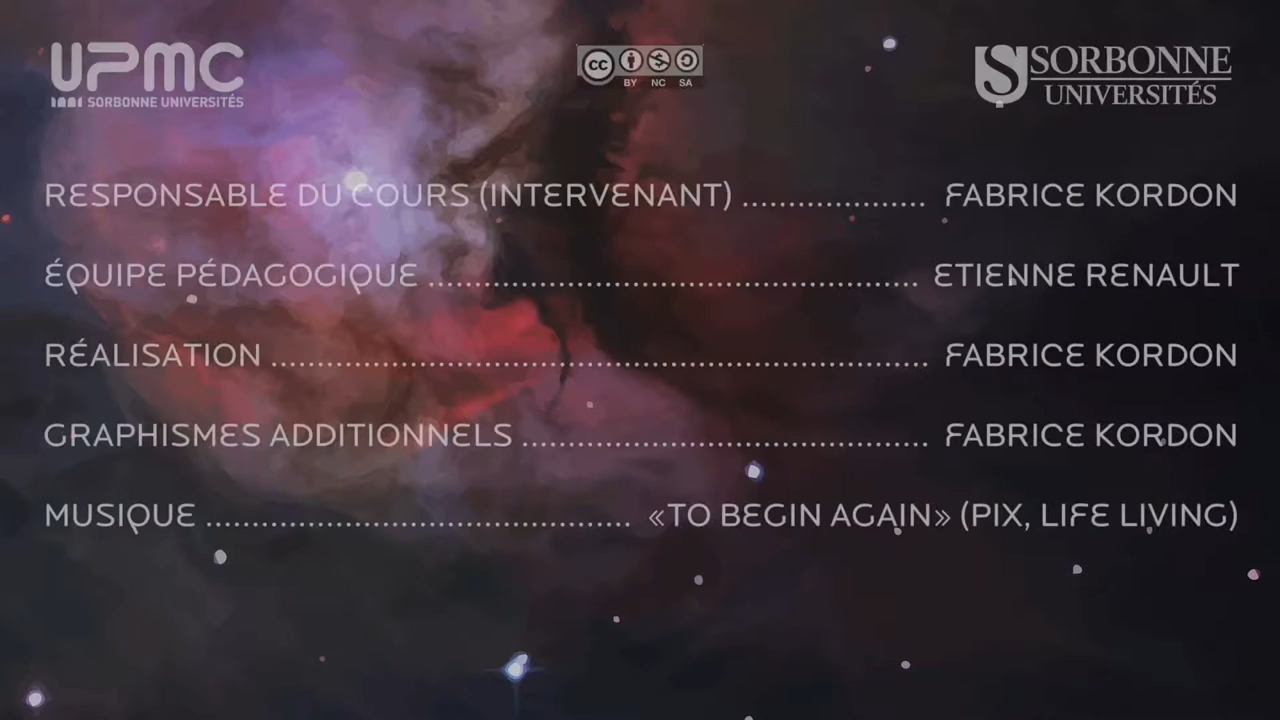 UPMC
SORBONNE UNIVERSITÉS
cc
BY NC SA
SORBONNE
UNIVERSITÉS
RESPONSABLE DU COURS (INTERVENANT) ................... FABRICE KORDON
ÉQUIPE PÉDAGOGIQUE ................................................... ETIENNE RENAULT
RÉALISATION .................................................................... FABRICE KORDON
GRAPHISMES ADDITIONNELS .......................................... FABRICE KORDON
MUSIQUE ............................................ «TO BEGIN AGAIN» (PIX, LIFE LIVING)